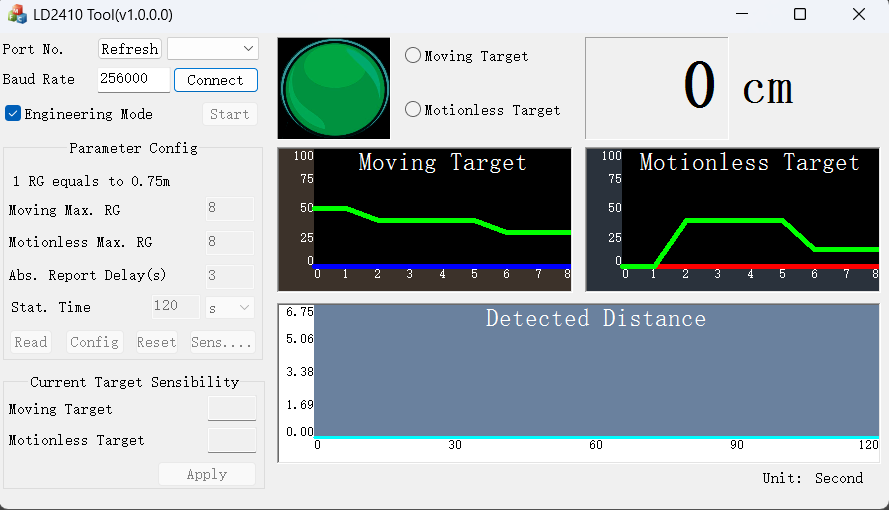 LD2410 Tool(v1.0.0.0)
Port No. Refresh
Baud Rate 256000 Connect
Engineering Mode Start
Parameter Config
1 RG equals to 0.75m
Moving Max. RG 8
Motionless Max. RG 8
Abs. Report Delay(s) 3
Stat. Time 120 s
Read Config Reset Sens....
Current Target Sensibility
Moving Target
Motionless Target
Apply
Moving Target
Motionless Target
0 cm
Moving Target
100
75
50
25
0
0 1 2 3 4 5 6 7 8
Motionless Target
100
75
50
25
0
0 1 2 3 4 5 6 7 8
Detected Distance
6.75
5.06
3.38
1.69
0.00
0 30 60 90 120
Unit: Second